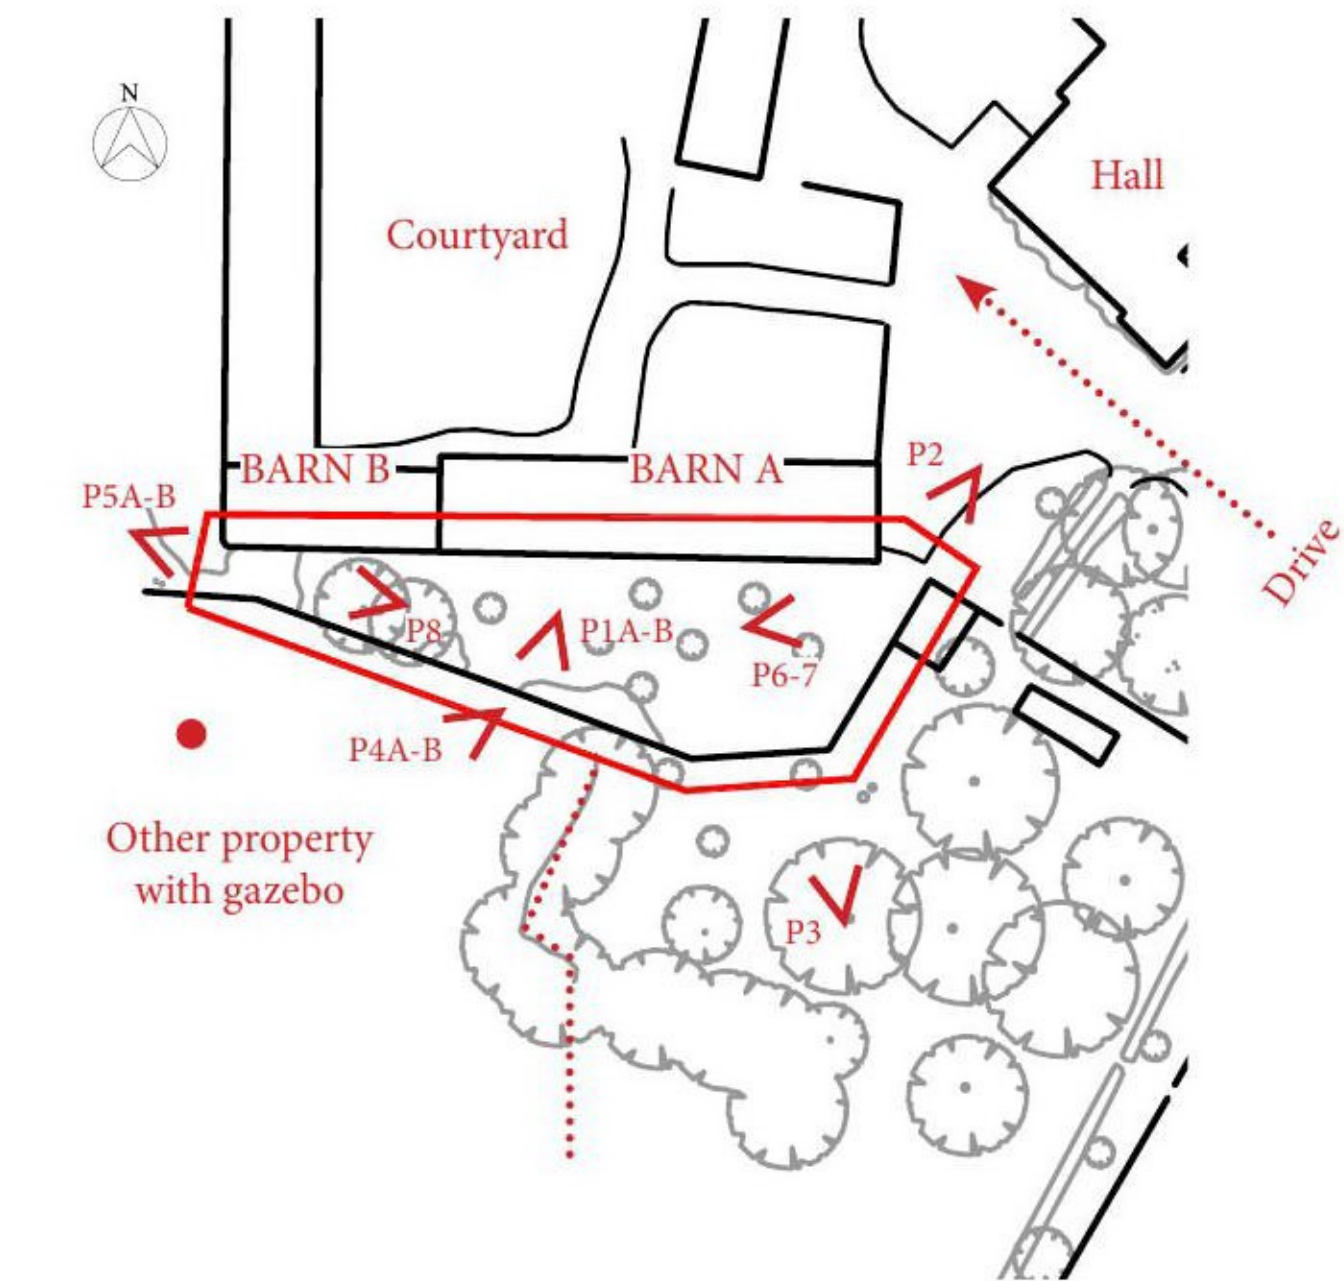 N
Hall
Courtyard
BARN B
BARN A
P2
P5A-B
Drive
P8
P1A-B
P6-7
P4A-B
Other property
with gazebo
P3